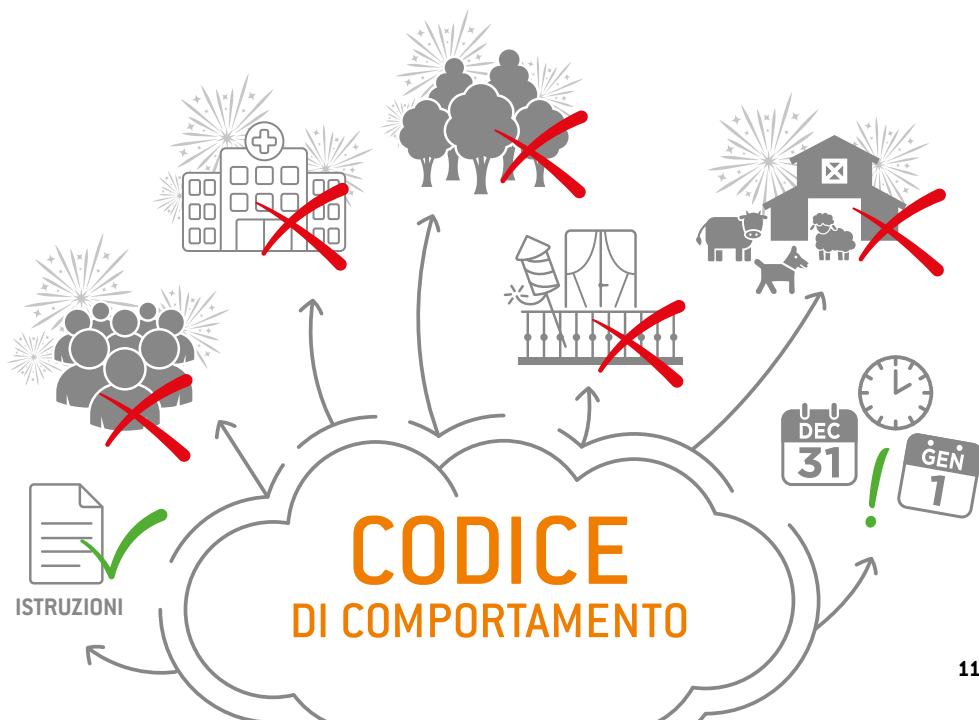 DEC
31
GEN
1
ISTRUZIONI
CODICE
DI COMPORTAMENTO
11